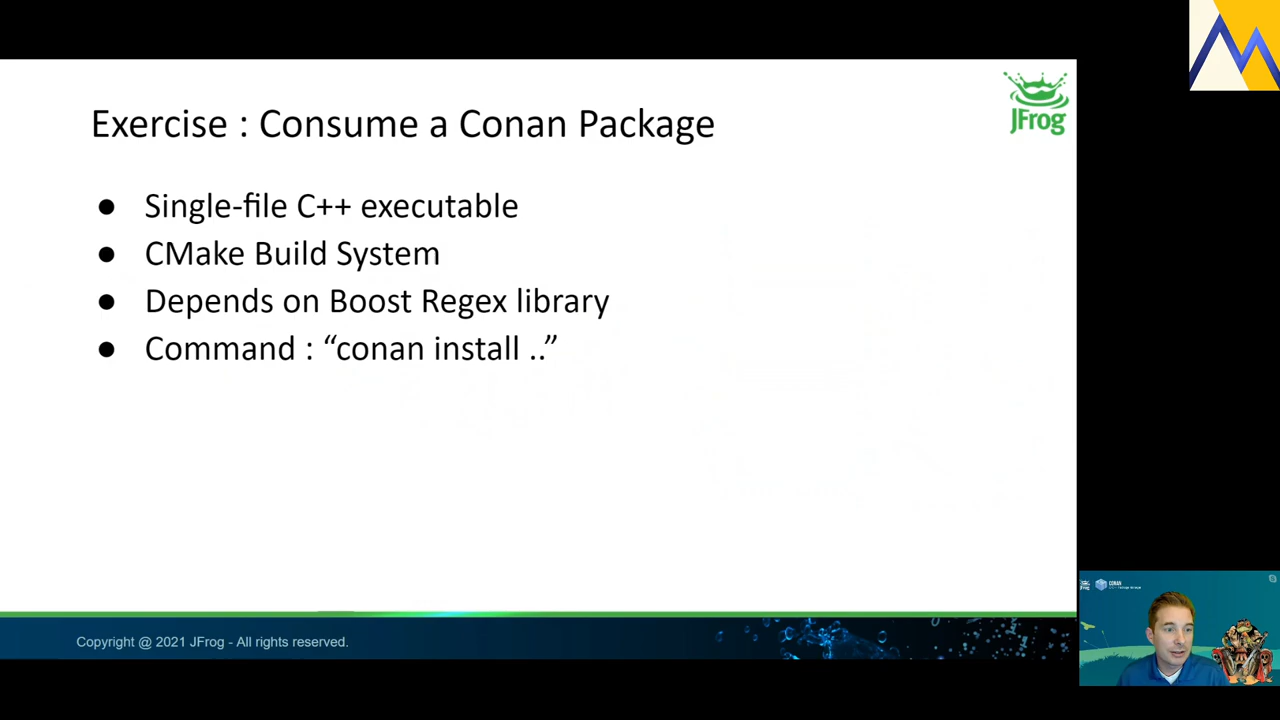 JFrog
Exercise : Consume a Conan Package
● Single-file C++ executable
● CMake Build System
● Depends on Boost Regex library
● Command : “conan install ..”
Copyright @ 2021 JFrog - All rights reserved.
CONAN